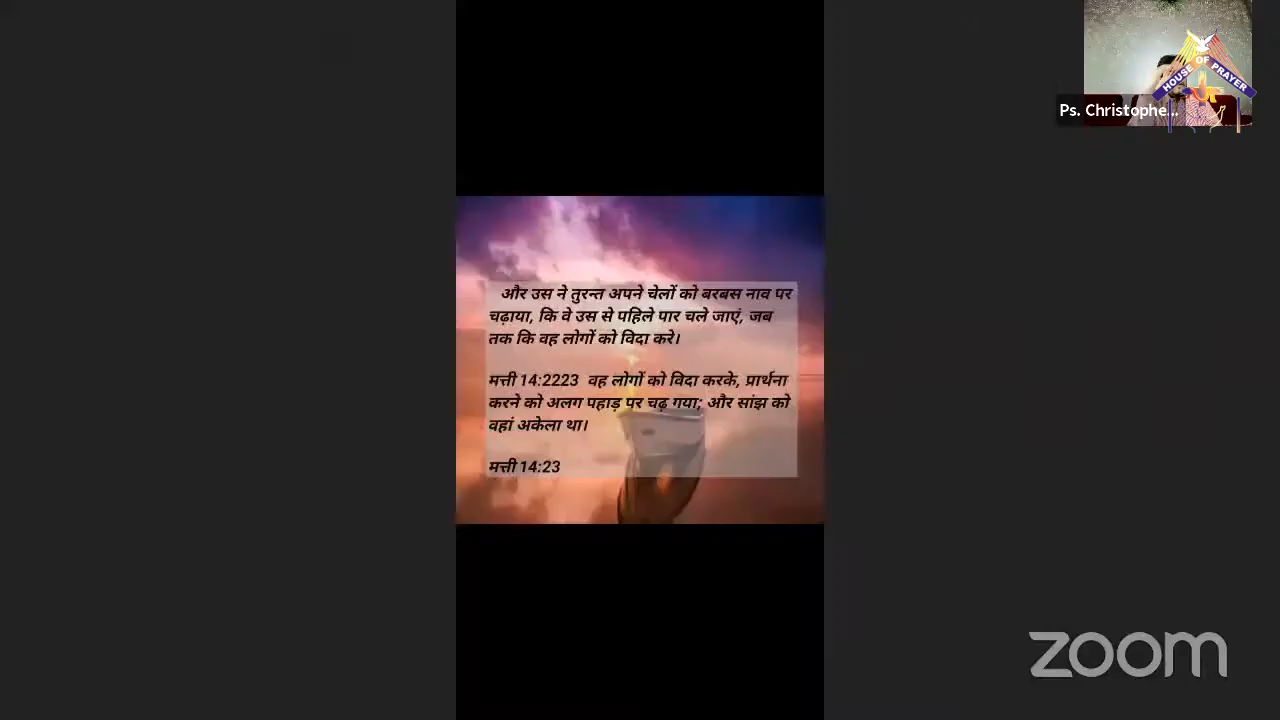 Ps. Christophe...
HOUSE OF PRAYER
और उस ने तुरन्त अपने चेलों को बरबस नाव पर
चढ़ाया, कि वे उस से पहिले पार चले जाएं, जब
तक कि वह लोगों को विदा करे।
मत्ती 14:2223 वह लोगों को विदा करके, प्रार्थना
करने को अलग पहाड़ पर चढ़ गया; और सांझ को
वहां अकेला था।
मत्ती 14:23
zoom